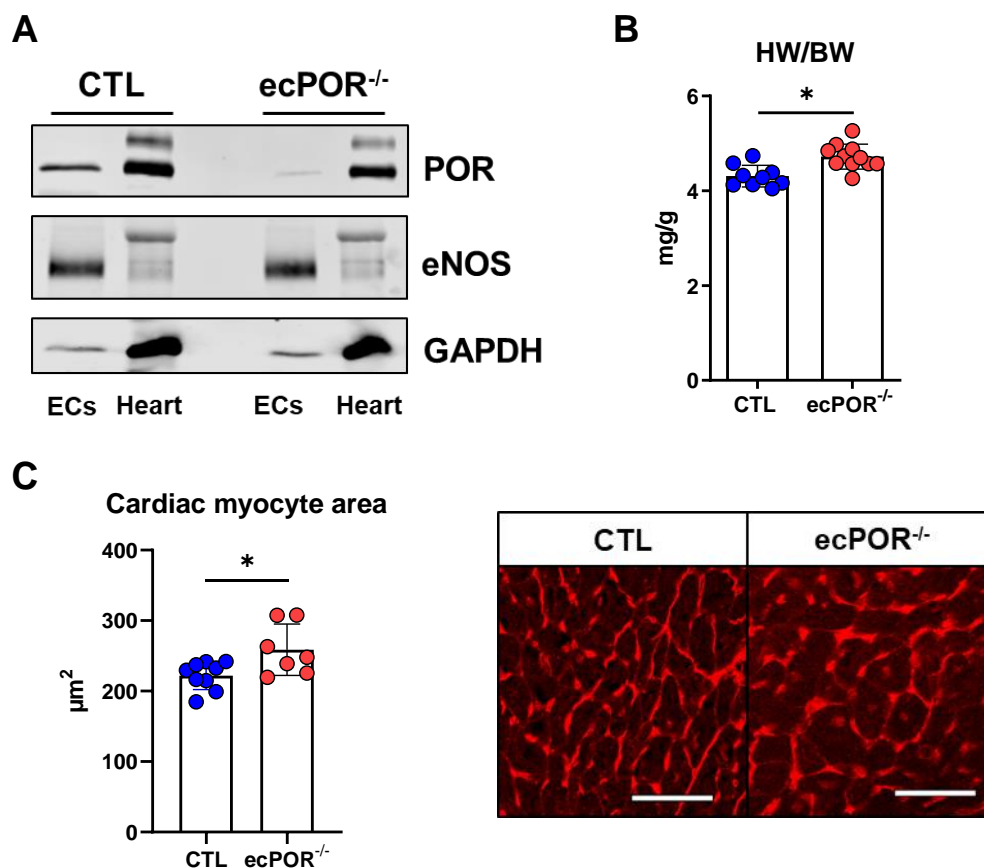 A
CTL ecPOR-/-
POR
eNOS
GAPDH
ECs Heart ECs Heart
B
HW/BW
*
6
4
2
0
mg/g
CTL ecPOR-/-
C
Cardiac myocyte area
*
400
300
200
100
0
µm2
CTL ecPOR-/-
CTL ecPOR-/-